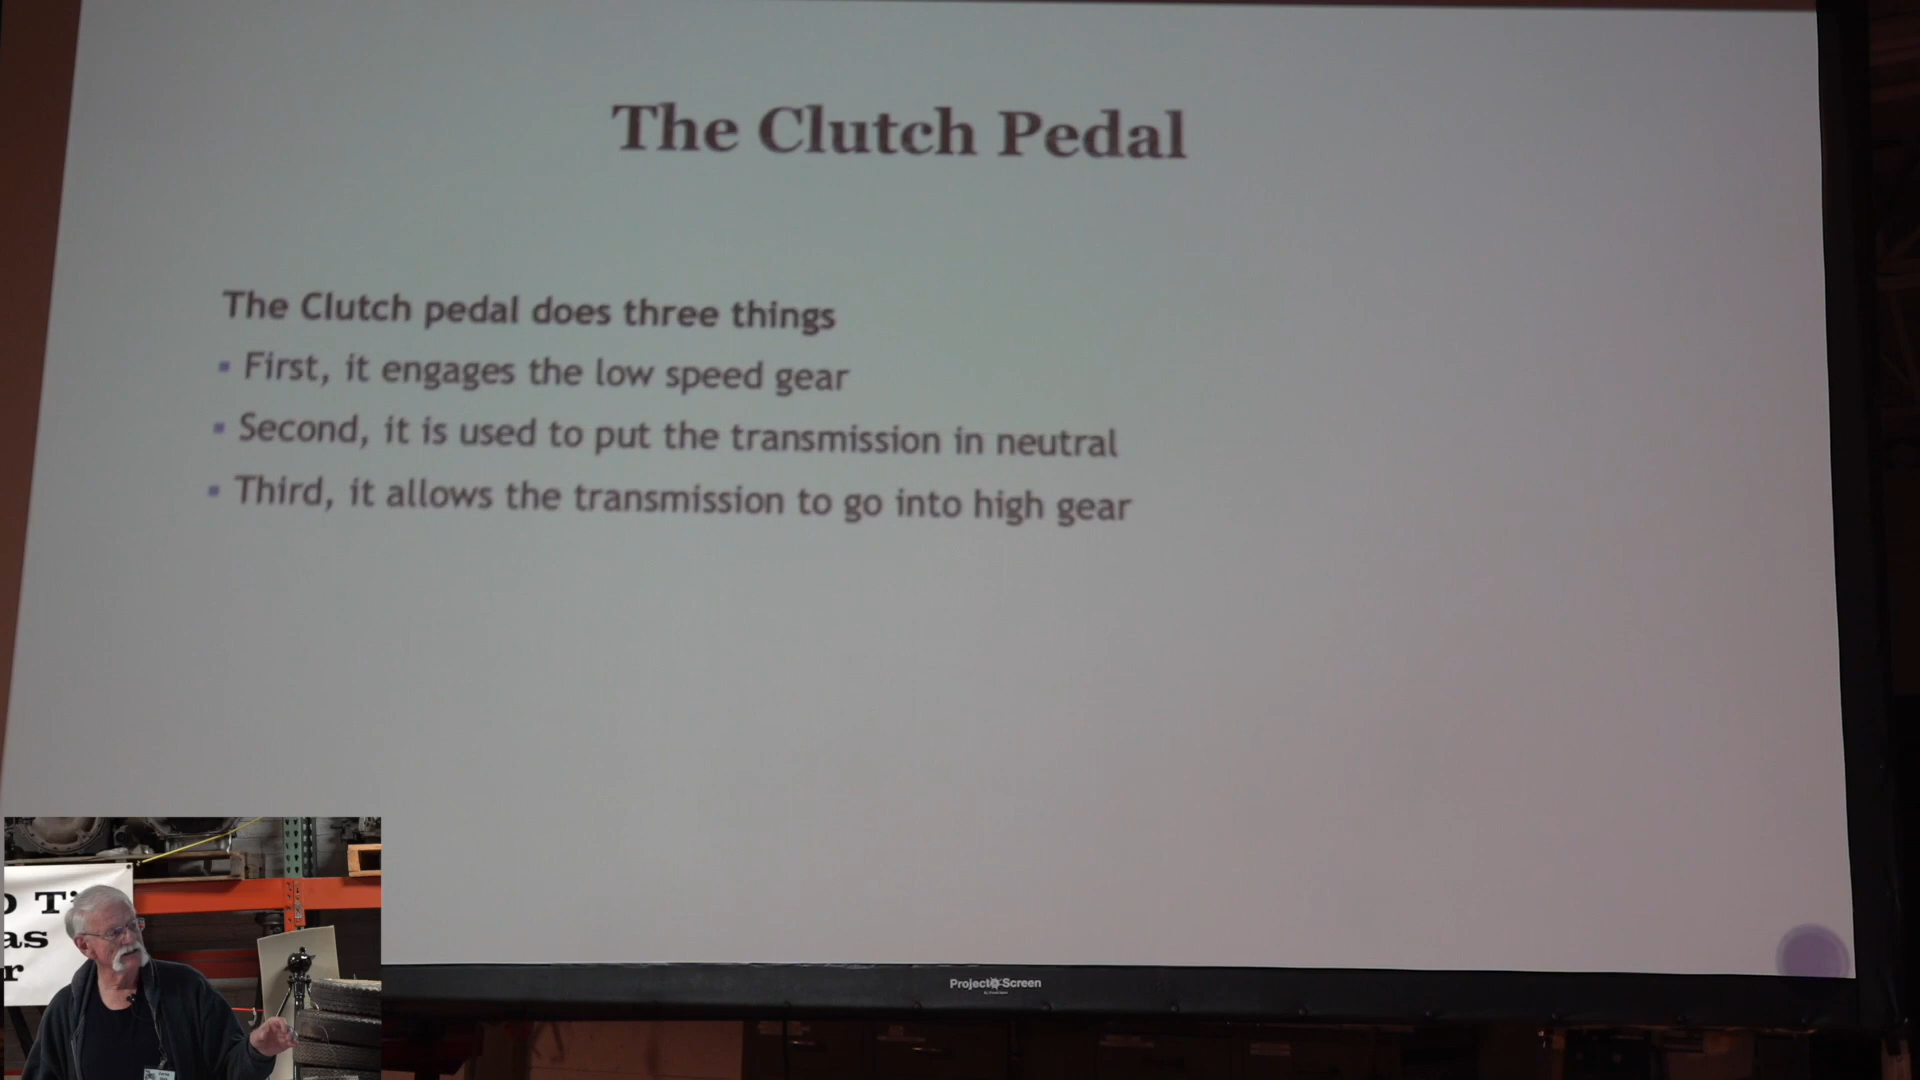 The Clutch Pedal
The Clutch pedal does three things
▪ First, it engages the low speed gear
▪ Second, it is used to put the transmission in neutral
▪ Third, it allows the transmission to go into high gear
Project Screen
as
r